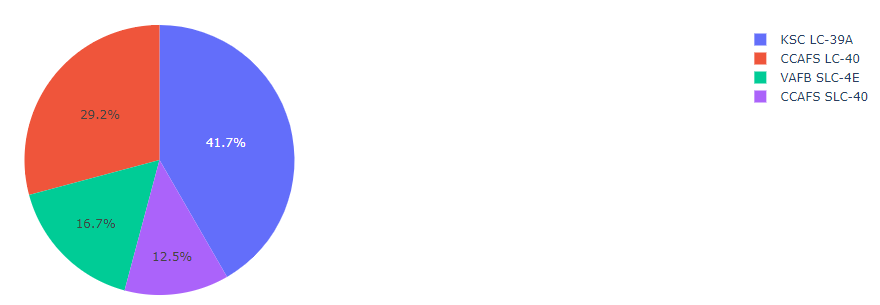 KSC LC-39A
CCAFS LC-40
VAFB SLC-4E
CCAFS SLC-40
29.2%
41.7%
16.7%
12.5%